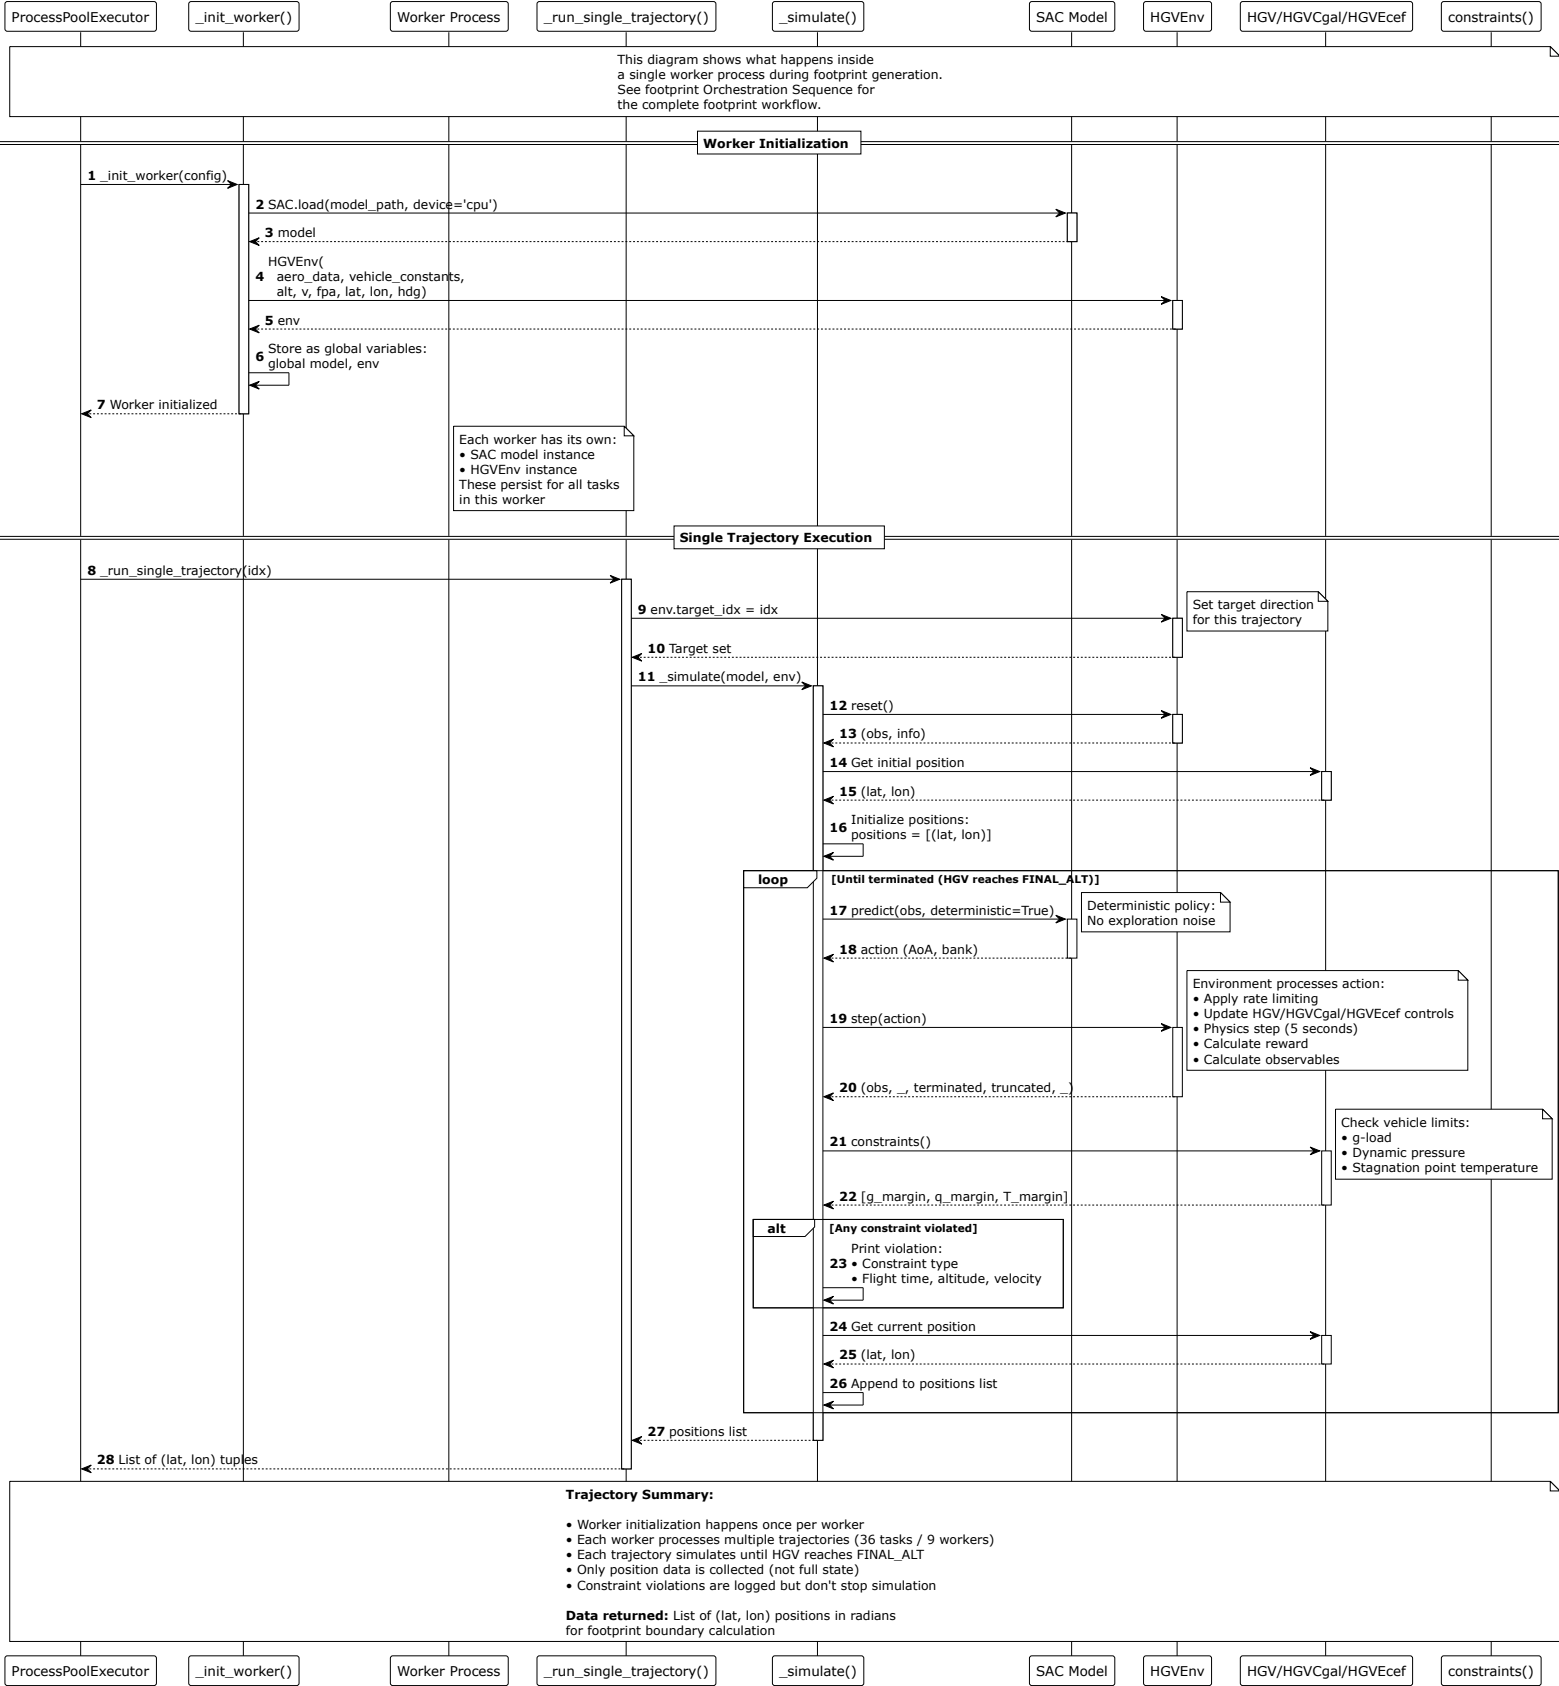 ProcessPoolExecutor
_init_worker()
Worker Process
_run_single_trajectory()
_simulate()
SAC Model
HGVEnv
HGV/HGVCgal/HGVEcef
constraints()
This diagram shows what happens inside
a single worker process during footprint generation.
See footprint Orchestration Sequence for
the complete footprint workflow.
Worker Initialization
1 _init_worker(config)
2 SAC.load(model_path, device='cpu')
3 model
HGVEnv(
4 aero_data, vehicle_constants,
alt, v, fpa, lat, lon, hdg)
5 env
Store as global variables:
6
global model, env
7 Worker initialized
Each worker has its own:
• SAC model instance
• HGVEnv instance
These persist for all tasks
in this worker
Single Trajectory Execution
8 _run_single_trajectory(idx)
9 env.target_idx = idx
Set target direction
for this trajectory
10 Target set
11 _simulate(model, env)
12 reset()
13 (obs, info)
14 Get initial position
15 (lat, lon)
Initialize positions:
16
positions = [(lat, lon)]
loop [Until terminated (HGV reaches FINAL_ALT)]
17 predict(obs, deterministic=True)
Deterministic policy:
No exploration noise
18 action (AoA, bank)
Environment processes action:
• Apply rate limiting
• Update HGV/HGVCgal/HGVEcef controls
• Physics step (5 seconds)
• Calculate reward
• Calculate observables
19 step(action)
20 (obs, _, terminated, truncated, _)
Check vehicle limits:
• g-load
• Dynamic pressure
• Stagnation point temperature
21 constraints()
22 [g_margin, q_margin, T_margin]
alt [Any constraint violated]
Print violation:
23 • Constraint type
• Flight time, altitude, velocity
24 Get current position
25 (lat, lon)
26 Append to positions list
27 positions list
28 List of (lat, lon) tuples
Trajectory Summary:
• Worker initialization happens once per worker
• Each worker processes multiple trajectories (36 tasks / 9 workers)
• Each trajectory simulates until HGV reaches FINAL_ALT
• Only position data is collected (not full state)
• Constraint violations are logged but don't stop simulation
Data returned: List of (lat, lon) positions in radians
for footprint boundary calculation
ProcessPoolExecutor
_init_worker()
Worker Process
_run_single_trajectory()
_simulate()
SAC Model
HGVEnv
HGV/HGVCgal/HGVEcef
constraints()